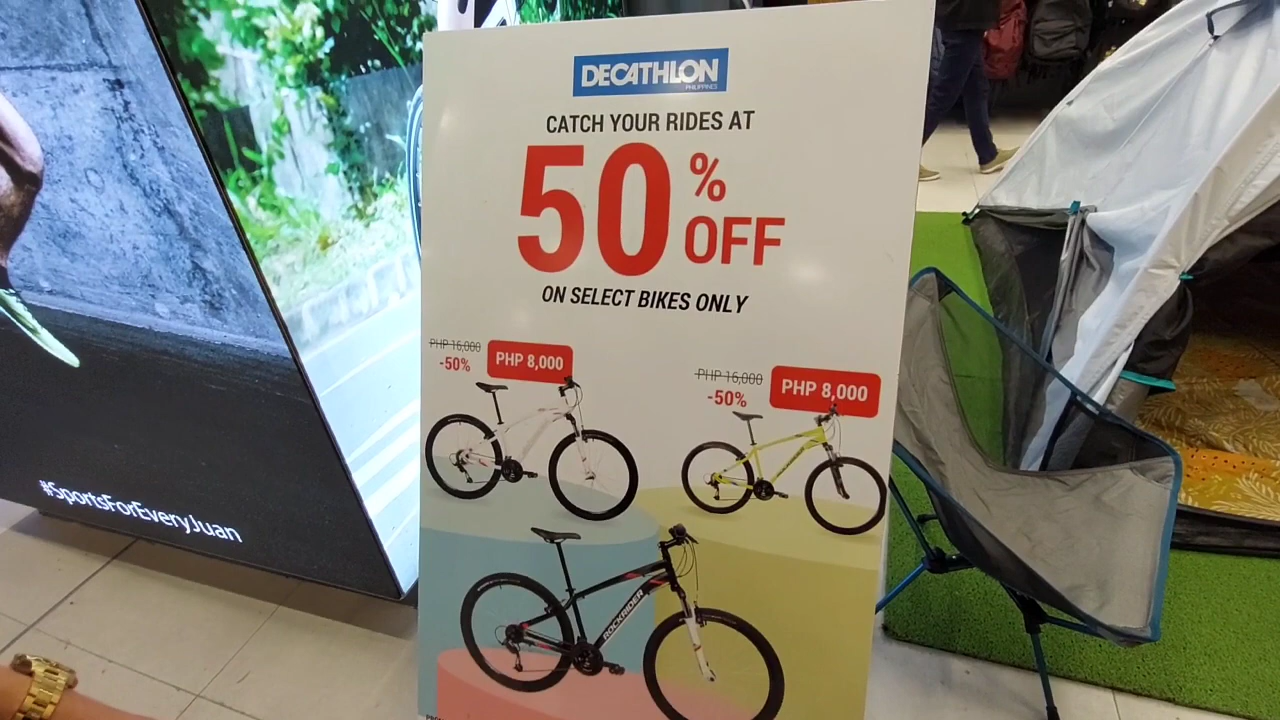 DECATHLON
PHILIPPINES
CATCH YOUR RIDES AT
50%
OFF
ON SELECT BIKES ONLY
PHP 16,000
-50%
PHP 8,000
PHP 16,000
-50%
PHP 8,000
ROCKRIDER
#SportsForEveryJuan